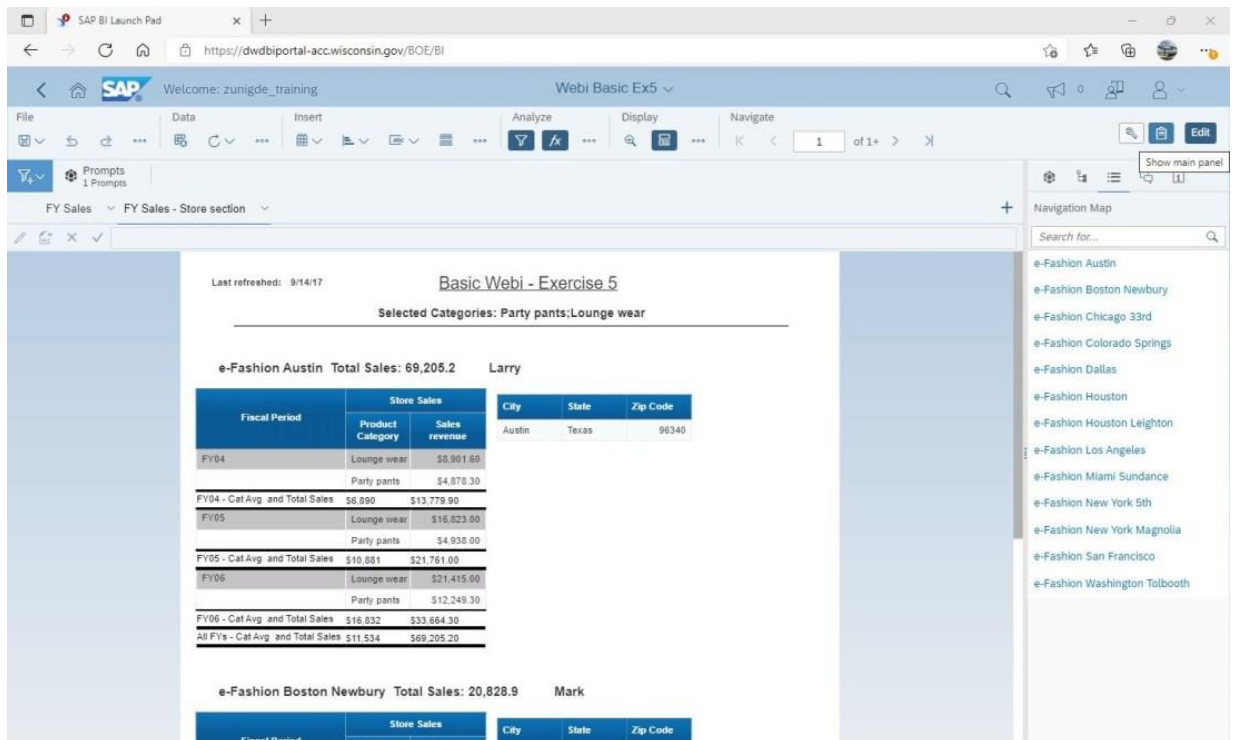 SAP BI Launch Pad
https://dwdbiportal-acc.wisconsin.gov/BOE/BI
SAP Welcome: zunigde_training Webi Basic Ex5 0
File Data Insert Analyze Display Navigate
fx 1 of 1+ Edit
Show main panel
Prompts
1 Prompts
FY Sales FY Sales - Store section
Navigation Map
Search for...
Last refreshed: 9/14/17 Basic Webi - Exercise 5
Selected Categories: Party pants;Lounge wear
e-Fashion Austin Total Sales: 69,205.2 Larry
Fiscal Period Store Sales
Product Category Sales revenue
FY04 Lounge wear $8,901.60
Party pants $4,878.30
FY04 - Cat Avg and Total Sales $6,890 $13,779.90
FY05 Lounge wear $16,823.00
Party pants $4,938.00
FY05 - Cat Avg and Total Sales $10,881 $21,761.00
FY06 Lounge wear $21,415.00
Party pants $12,249.30
FY06 - Cat Avg and Total Sales $16,832 $33,664.30
All FYs - Cat Avg and Total Sales $11,534 $69,205.20
City State Zip Code
Austin Texas 96340
e-Fashion Boston Newbury Total Sales: 20,828.9 Mark
Store Sales
Fiscal Period
City State Zip Code
e-Fashion Austin
e-Fashion Boston Newbury
e-Fashion Chicago 33rd
e-Fashion Colorado Springs
e-Fashion Dallas
e-Fashion Houston
e-Fashion Houston Leighton
e-Fashion Los Angeles
e-Fashion Miami Sundance
e-Fashion New York 5th
e-Fashion New York Magnolia
e-Fashion San Francisco
e-Fashion Washington Tolbooth